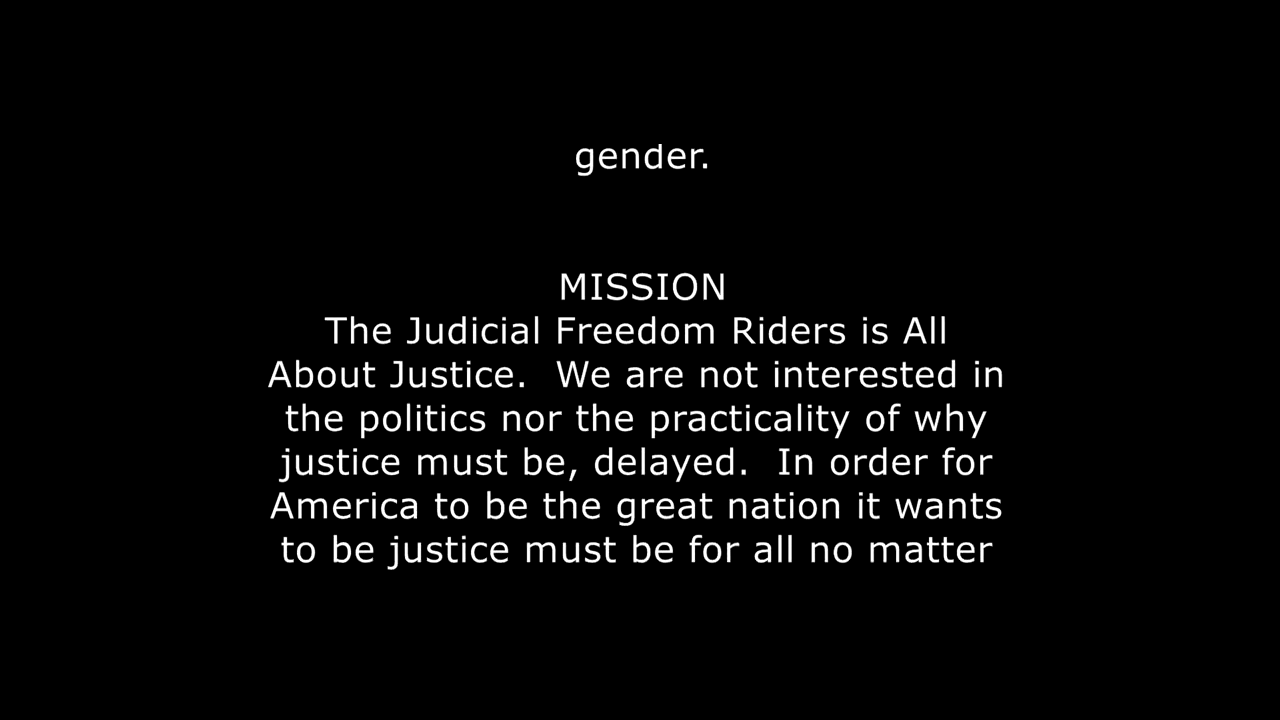 gender.
MISSION
The Judicial Freedom Riders is All
About Justice.  We are not interested in
the politics nor the practicality of why
justice must be, delayed.  In order for
America to be the great nation it wants
to be justice must be for all no matter